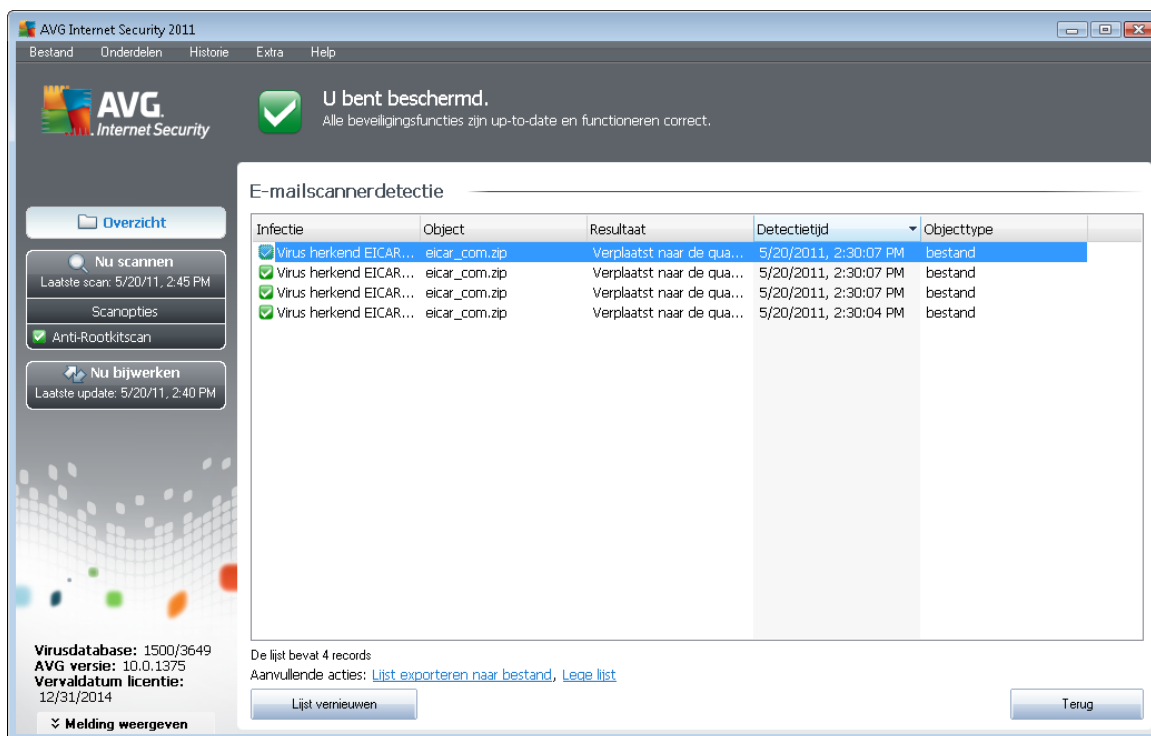 AVG Internet Security 2011
Bestand Onderdelen Historie Extra Help
AVG.
Internet Security
U bent beschermd.
Alle beveiligingsfuncties zijn up-to-date en functioneren correct.
Overzicht
Nu scannen
Laatste scan: 5/20/11, 2:45 PM
Scanopties
Anti-Rootkitscan
Nu bijwerken
Laatste update: 5/20/11, 2:40 PM
Virusdatabase: 1500/3649
AVG versie: 10.0.1375
Vervaldatum licentie:
12/31/2014
Melding weergeven
E-mailscannerdetectie
Infectie Object Resultaat Detectietijd Objecttype
Virus herkend EICAR... eicar_com.zip Verplaatst naar de qua... 5/20/2011, 2:30:07 PM bestand
Virus herkend EICAR... eicar_com.zip Verplaatst naar de qua... 5/20/2011, 2:30:07 PM bestand
Virus herkend EICAR... eicar_com.zip Verplaatst naar de qua... 5/20/2011, 2:30:07 PM bestand
Virus herkend EICAR... eicar_com.zip Verplaatst naar de qua... 5/20/2011, 2:30:04 PM bestand
De lijst bevat 4 records
Aanvullende acties: Lijst exporteren naar bestand, Lege lijst
Lijst vernieuwen
Terug